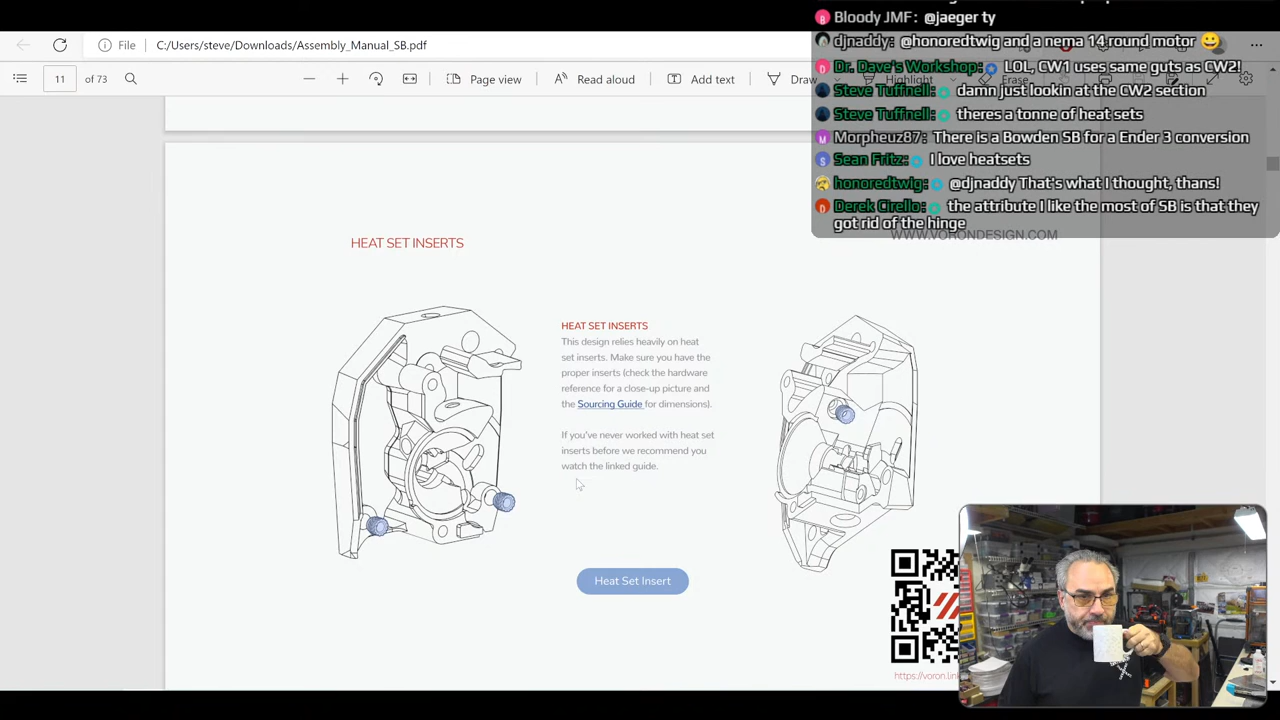 File
C:/Users/steve/Downloads/Assembly_Manual_SB.pdf
11
of 73
Page view
Read aloud
Add text
Draw
Highlight
Erase
Bloody JMF: @jaeger ty
djnaddy: @honoredtwig and a nema 14 round motor
Dr. Dave's Workshop: LOL, CW1 uses same guts as CW2!
Steve Tuffnell: damn just lookin at the CW2 section
Steve Tuffnell: theres a tonne of heat sets
Morpheuz87: There is a Bowden SB for a Ender 3 conversion
Sean Fritz: I love heatsets
honoredtwig: @djnaddy That's what I thought, thans!
Derek Cirello: the attribute I like the most of SB is that they
got rid of the hinge
WWW.VORONDESIGN.COM
HEAT SET INSERTS
HEAT SET INSERTS
This design relies heavily on heat
set inserts. Make sure you have the
proper inserts (check the hardware
reference for a close-up picture and
the Sourcing Guide for dimensions).
If you've never worked with heat set
inserts before we recommend you
watch the linked guide.
Heat Set Insert
https://voron.lin